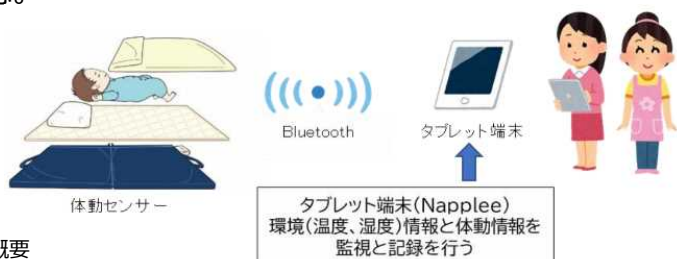 Bluetooth
タブレット端末
体動センサー
タブレット端末(Napplee)
環境(温度、湿度)情報と体動情報を
監視と記録を行う
概要